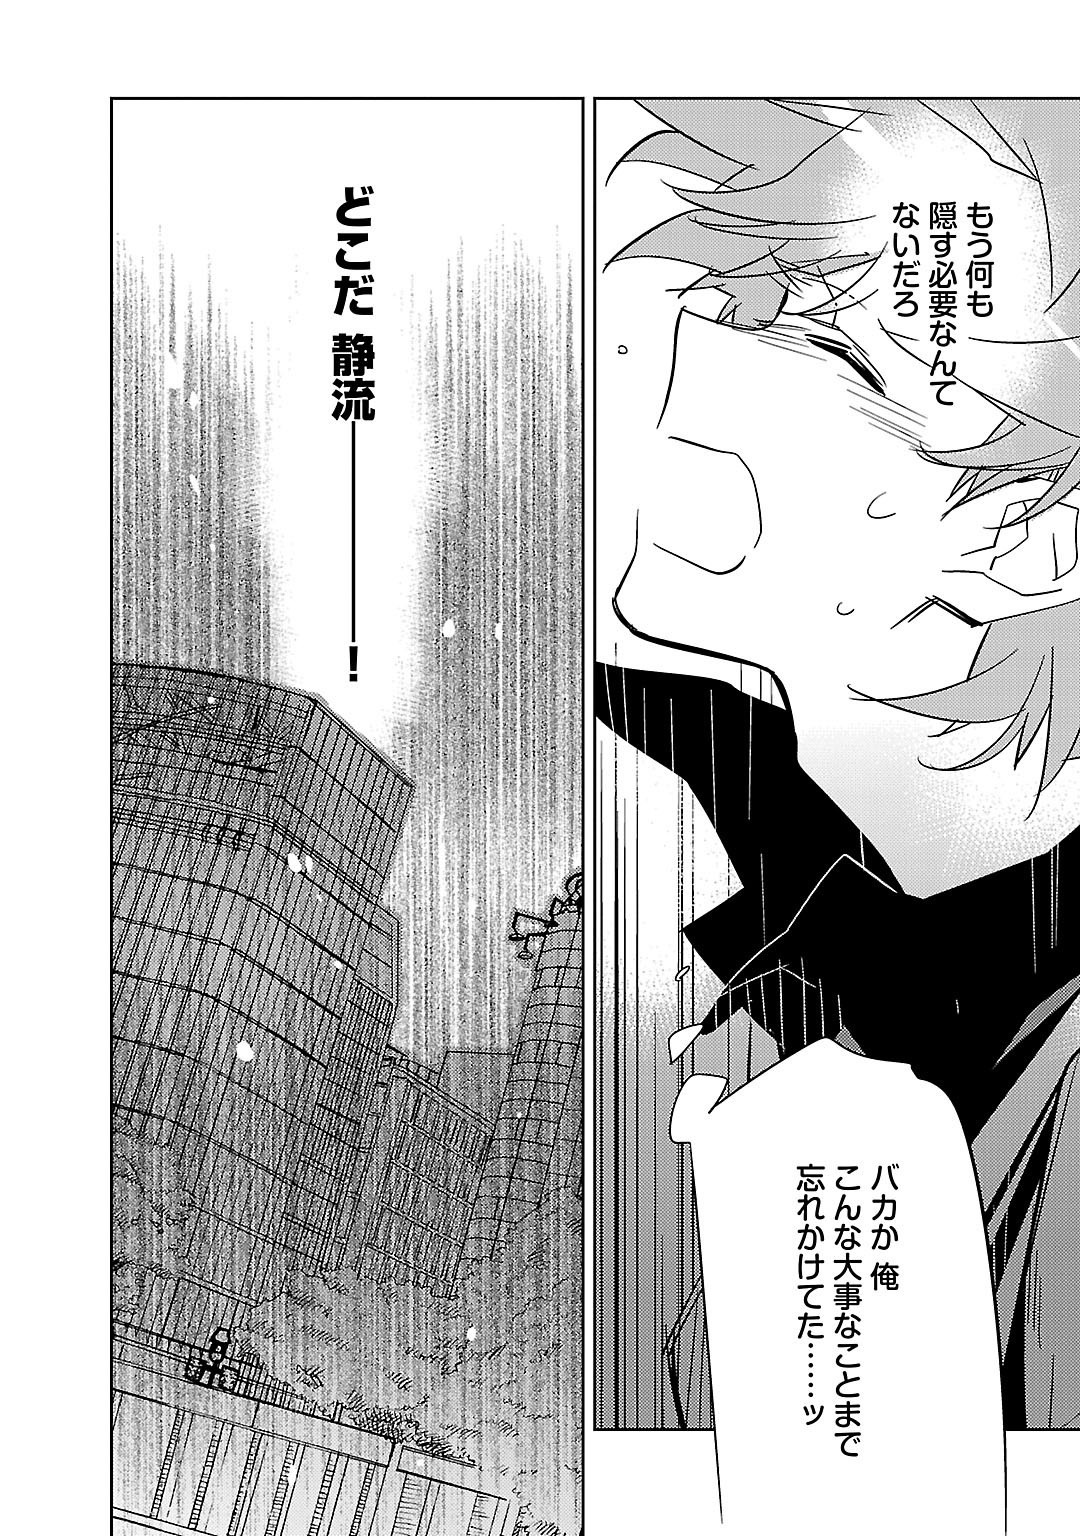 もう何も
隠す必要なんて
ないだろ
バカか 俺
こんな大事なことまで
忘れかけてた……ッ
どこだ 静流――！